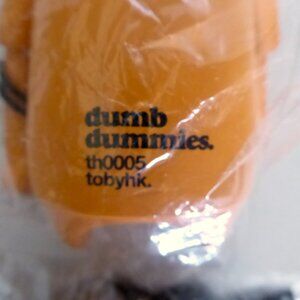 dumb
dummies.
th0005
tobyhk.